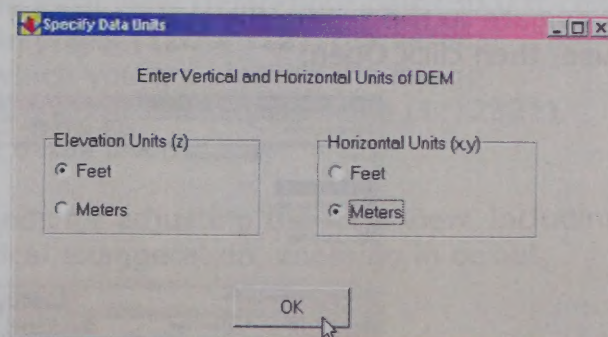 Specify Data Units
Enter Vertical and Horizontal Units of DEM
Elevation Units (z)
Feet
Meters
Horizontal Units (x,y)
Feet
Meters
OK